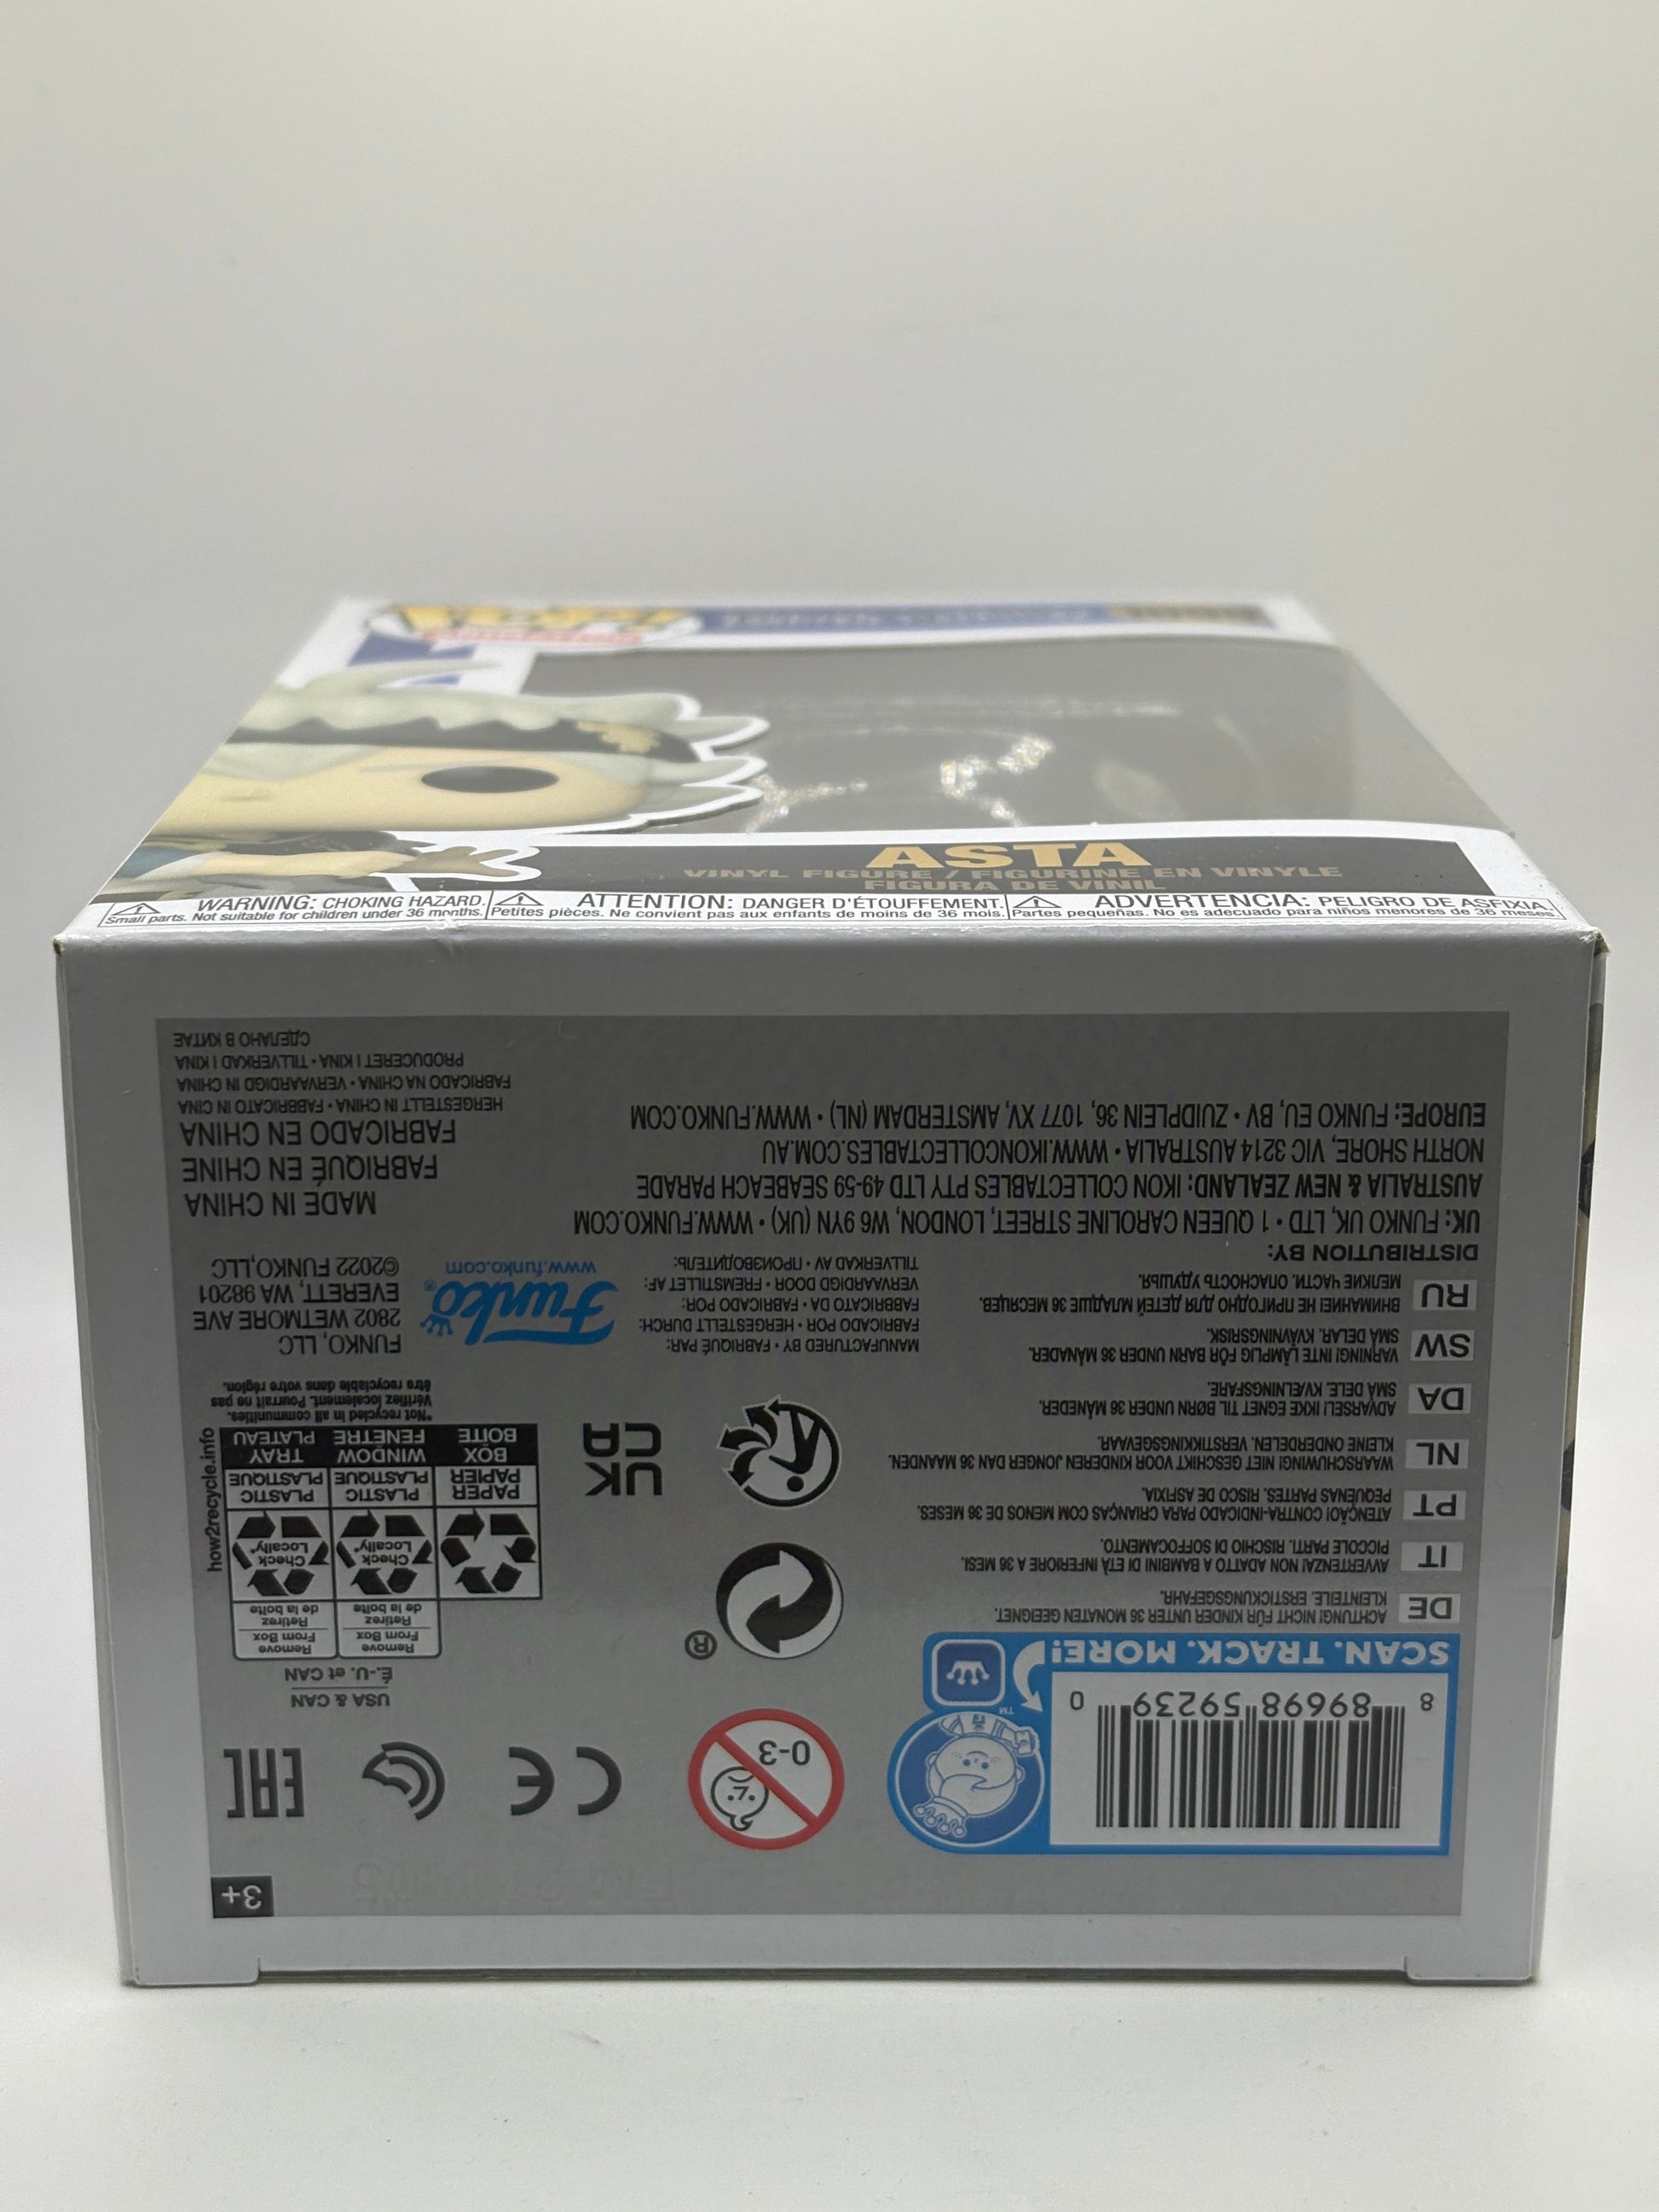 ASTA
VINYL FIGURE / FIGURINE EN VINYLE
FIGURA DE VINIL
WARNING: CHOKING HAZARD.
Small parts. Not suitable for children under 36 months.
ATTENTION: DANGER D'ÉTOUFFEMENT.
Petites pièces. Ne convient pas aux enfants de moins de 36 mois.
ADVERTENCIA: PELIGRO DE ASFIXIA.
Partes pequeñas. No es adecuado para niños menores de 36 meses.
3+
8 89698 59239 0
SCAN. TRACK. MORE!
TM
0-3
CE
EAC
USA & CAN
É.-U. et CAN
Remove
From Box
Retirez
de la boîte
Remove
From Box
Retirez
de la boîte
Check
Locally*
Check
Locally*
PAPER
PAPIER
PLASTIC
PLASTIQUE
PLASTIC
PLASTIQUE
BOX
BOÎTE
WINDOW
FENÊTRE
TRAY
PLATEAU
how2recycle.info
*Not recycled in all communities.
Vérifiez localement. Pourrait ne pas
être recyclable dans votre région.
®
UK
CA
DE
ACHTUNG! NICHT FÜR KINDER UNTER 36 MONATEN GEEIGNET.
KLEINTEILE. ERSTICKUNGSGEFAHR.
IT
AVVERTENZA! NON ADATTO A BAMBINI DI ETÀ INFERIORE A 36 MESI.
PICCOLE PARTI. RISCHIO DI SOFFOCAMENTO.
PT
ATENÇÃO! CONTRA-INDICADO PARA CRIANÇAS COM MENOS DE 36 MESES.
PEQUENAS PARTES. RISCO DE ASFIXIA.
NL
WAARSCHUWING! NIET GESCHIKT VOOR KINDEREN JONGER DAN 36 MAANDEN.
KLEINE ONDERDELEN. VERSTIKKINGSGEVAAR.
DA
ADVARSEL! IKKE EGNET TIL BØRN UNDER 36 MÅNEDER.
SMÅ DELE. KVÆLNINGSFARE.
SW
VARNING! INTE LÄMPLIG FÖR BARN UNDER 36 MÅNADER.
SMÅ DELAR. KVÄVNINGSRISK.
RU
ВНИМАНИЕ! НЕ ПРИГОДНО ДЛЯ ДЕТЕЙ МЛАДШЕ 36 МЕСЯЦЕВ.
МЕЛКИЕ ЧАСТИ. ОПАСНОСТЬ УДУШЬЯ.
MANUFACTURED BY • FABRIQUÉ PAR:
FABRICADO POR • HERGESTELLT DURCH:
FABBRICATO DA • FABRICADO POR:
VERVAARDIGD DOOR • FREMSTILLET AF:
TILLVERKAD AV • ПРОИЗВОДИТЕЛЬ:
Funko®
www.funko.com
FUNKO, LLC
2802 WETMORE AVE
EVERETT, WA 98201
©2022 FUNKO,LLC
DISTRIBUTION BY:
UK: FUNKO UK, LTD • 1 QUEEN CAROLINE STREET, LONDON, W6 9YN (UK) • WWW.FUNKO.COM
AUSTRALIA & NEW ZEALAND: IKON COLLECTABLES PTY LTD 49-59 SEABEACH PARADE
NORTH SHORE, VIC 3214 AUSTRALIA • WWW.IKONCOLLECTABLES.COM.AU
EUROPE: FUNKO EU, BV • ZUIDPLEIN 36, 1077 XV, AMSTERDAM (NL) • WWW.FUNKO.COM
MADE IN CHINA
FABRIQUÉ EN CHINE
FABRICADO EN CHINA
HERGESTELLT IN CHINA • FABBRICATO IN CINA
FABRICADO NA CHINA • VERVAARDIGD IN CHINA
PRODUCERET I KINA • TILLVERKAD I KINA
СДЕЛАНО В КИТАЕ